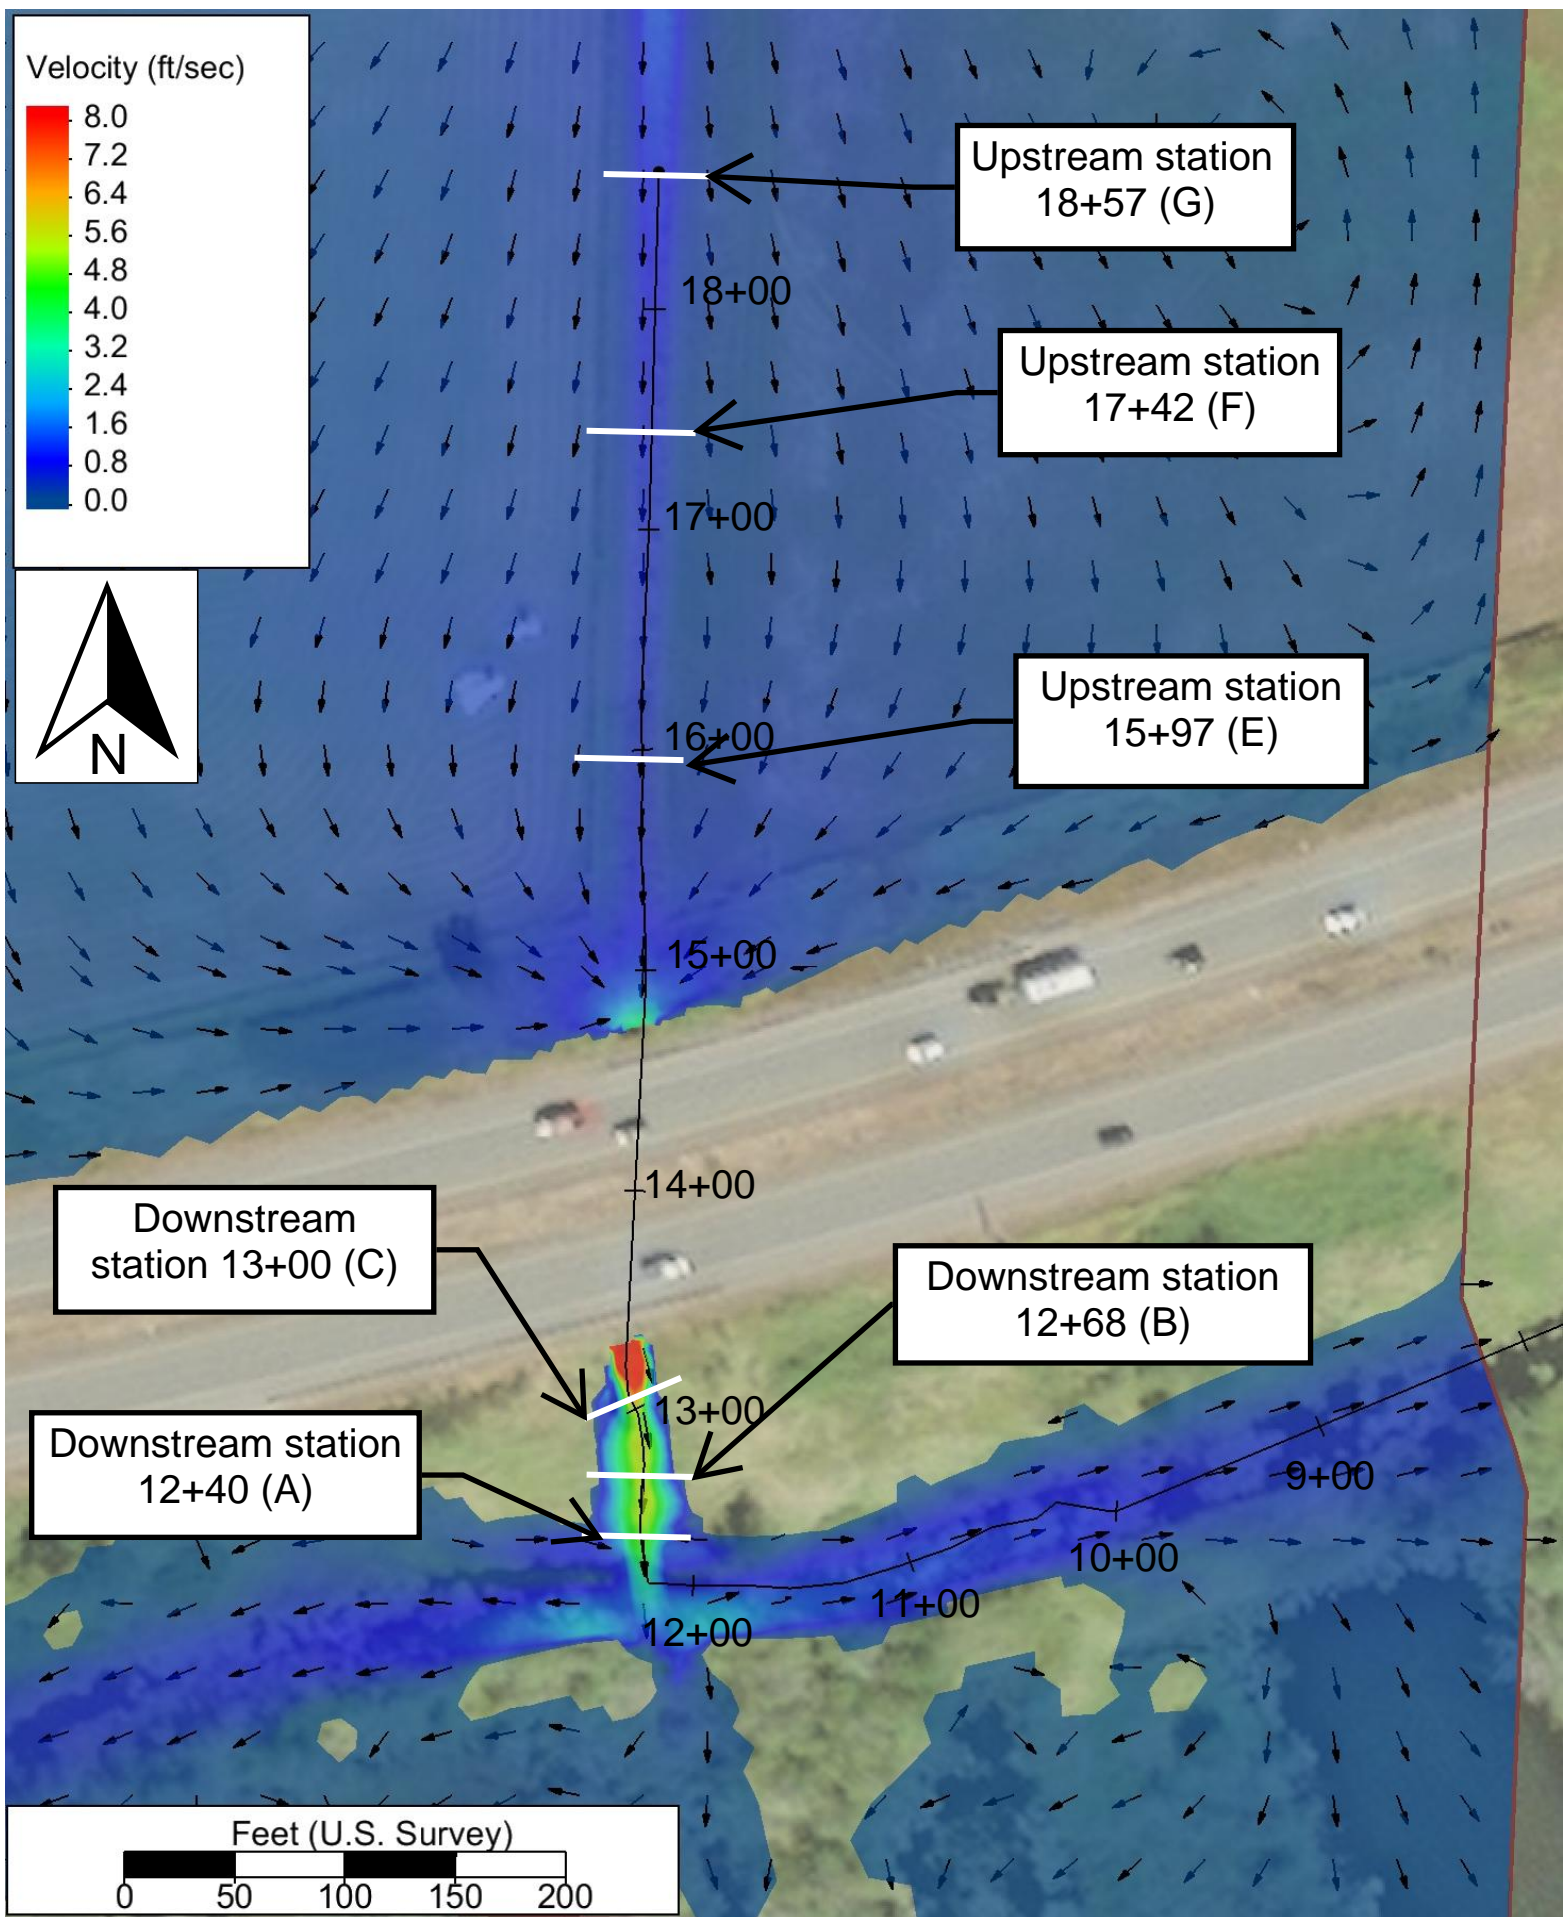 Velocity (ft/sec)
8.0
7.2
6.4
5.6
4.8
4.0
3.2
2.4
1.6
0.8
0.0
N
Upstream station
18+57 (G)
18+00
Upstream station
17+42 (F)
17+00
Upstream station
15+97 (E)
16+00
15+00
14+00
Downstream
station 13+00 (C)
Downstream station
12+68 (B)
13+00
Downstream station
12+40 (A)
9+00
10+00
11+00
12+00
Feet (U.S. Survey)
0 50 100 150 200